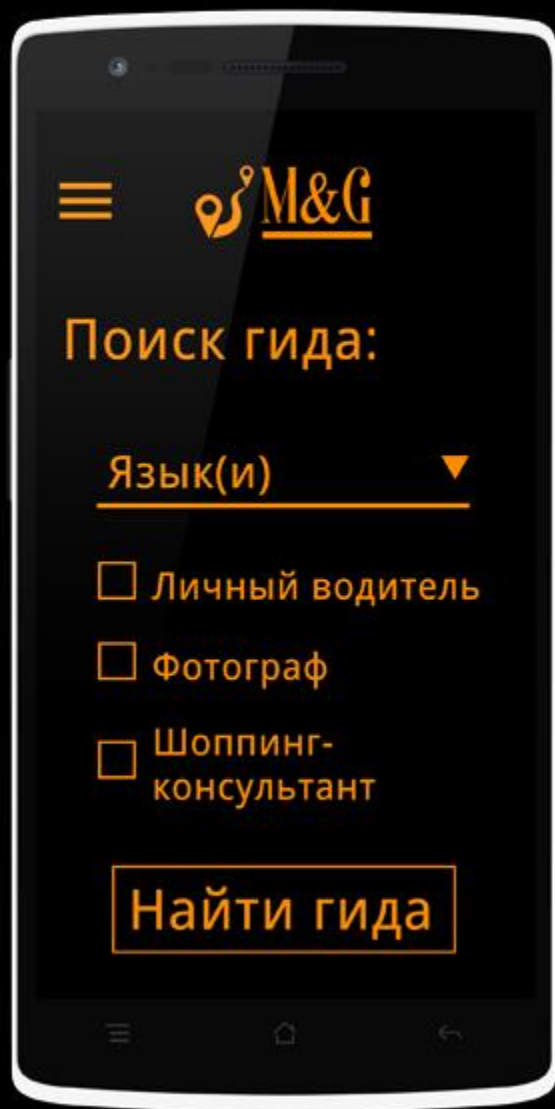 M&G
Поиск гида:
Язык(и)
Личный водитель
Фотограф
Шоппинг-
консультант
Найти гида